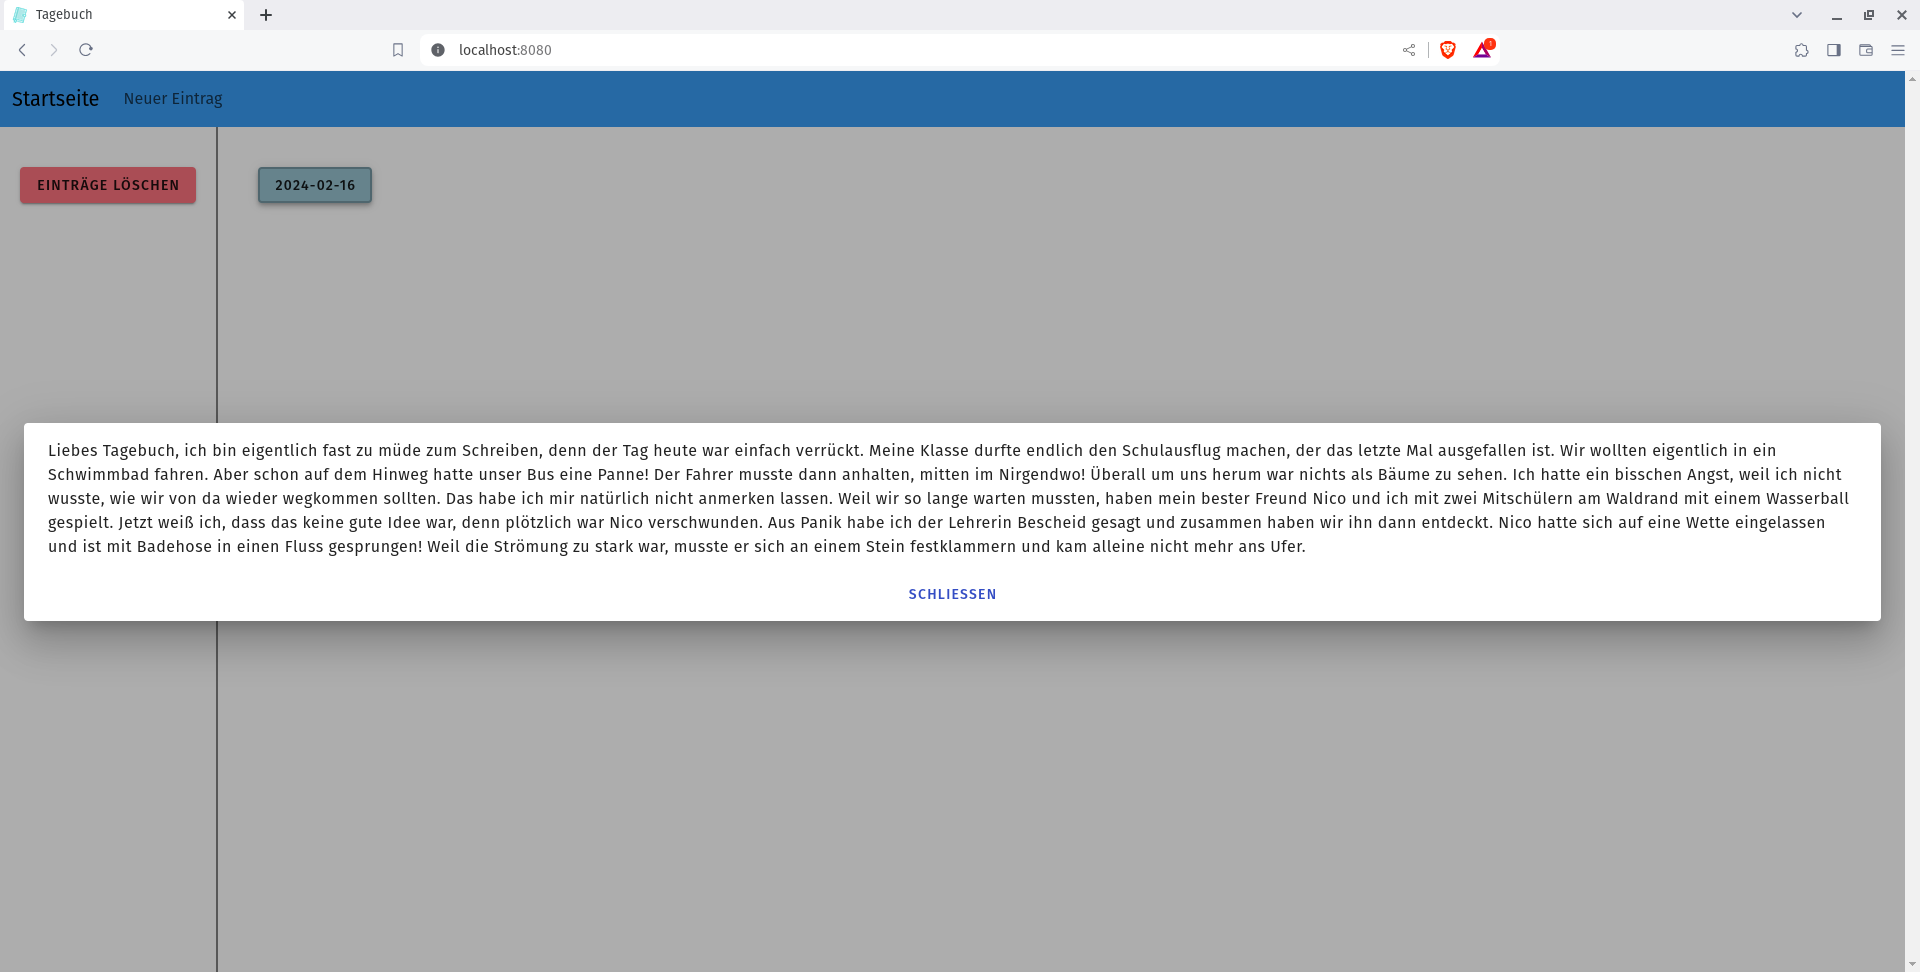 Tagebuch
localhost:8080
1
Startseite
Neuer Eintrag
EINTRÄGE LÖSCHEN
2024-02-16
Liebes Tagebuch, ich bin eigentlich fast zu müde zum Schreiben, denn der Tag heute war einfach verrückt. Meine Klasse durfte endlich den Schulausflug machen, der das letzte Mal ausgefallen ist. Wir wollten eigentlich in ein
Schwimmbad fahren. Aber schon auf dem Hinweg hatte unser Bus eine Panne! Der Fahrer musste dann anhalten, mitten im Nirgendwo! Überall um uns herum war nichts als Bäume zu sehen. Ich hatte ein bisschen Angst, weil ich nicht
wusste, wie wir von da wieder wegkommen sollten. Das habe ich mir natürlich nicht anmerken lassen. Weil wir so lange warten mussten, haben mein bester Freund Nico und ich mit zwei Mitschülern am Waldrand mit einem Wasserball
gespielt. Jetzt weiß ich, dass das keine gute Idee war, denn plötzlich war Nico verschwunden. Aus Panik habe ich der Lehrerin Bescheid gesagt und zusammen haben wir ihn dann entdeckt. Nico hatte sich auf eine Wette eingelassen
und ist mit Badehose in einen Fluss gesprungen! Weil die Strömung zu stark war, musste er sich an einem Stein festklammern und kam alleine nicht mehr ans Ufer.
SCHLIESSEN